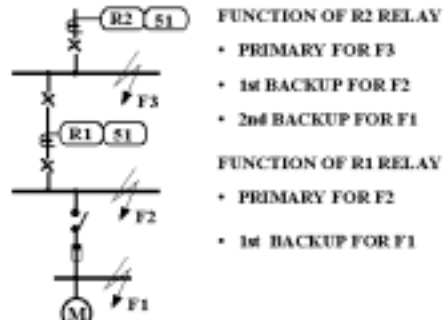 R2 51
F3
R1 51
F2
F1
M
FUNCTION OF R2 RELAY
• PRIMARY FOR F3
• 1st BACKUP FOR F2
• 2nd BACKUP FOR F1
FUNCTION OF R1 RELAY
• PRIMARY FOR F2
• 1st BACKUP FOR F1